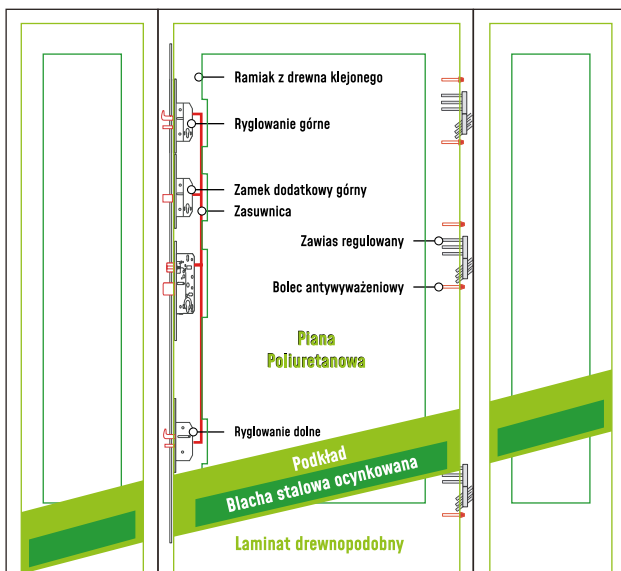 Ramiak z drewna klejonego
Ryglowanie górne
Zamek dodatkowy górny
Zasuwnica
Zawias regulowany
Bolec antywyważeniowy
Piana
Poliuretanowa
Ryglowanie dolne
Podkład
Blacha stalowa ocynkowana
Laminat drewnopodobny